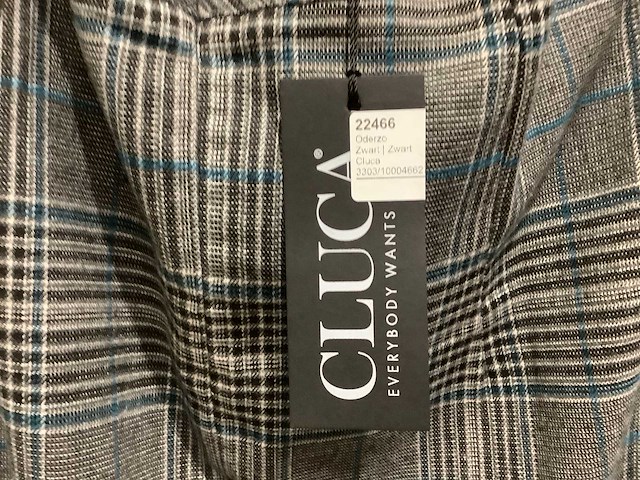 22466
Oderzo
Zwart | Zwart
Cluca
3303/10004662
CLUCA®
EVERYBODY WANTS